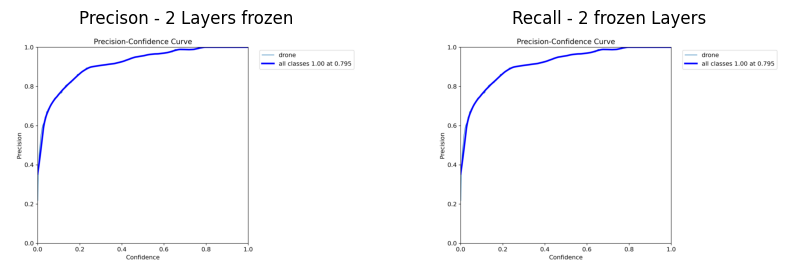 Precison - 2 Layers frozen
Precision-Confidence Curve
1.0
0.8
0.6
0.4
0.2
0.0
Precision
0.0 0.2 0.4 0.6 0.8 1.0
Confidence
drone
all classes 1.00 at 0.795
Recall - 2 frozen Layers
Precision-Confidence Curve
1.0
0.8
0.6
0.4
0.2
0.0
Precision
0.0 0.2 0.4 0.6 0.8 1.0
Confidence
drone
all classes 1.00 at 0.795